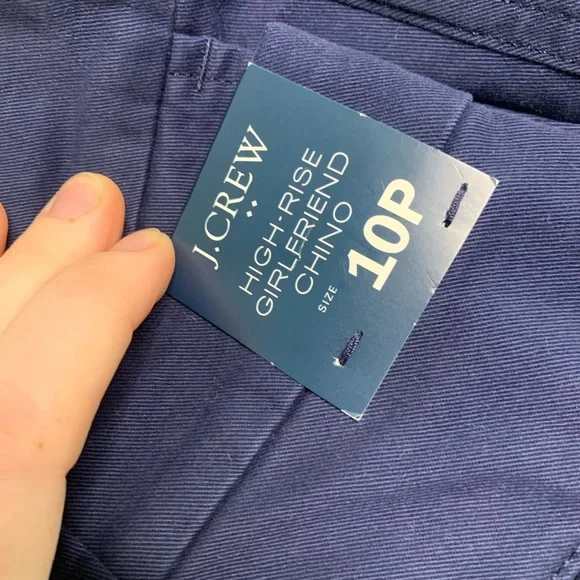 J.CREW
HIGH-RISE
GIRLFRIEND
CHINO
SIZE 10P